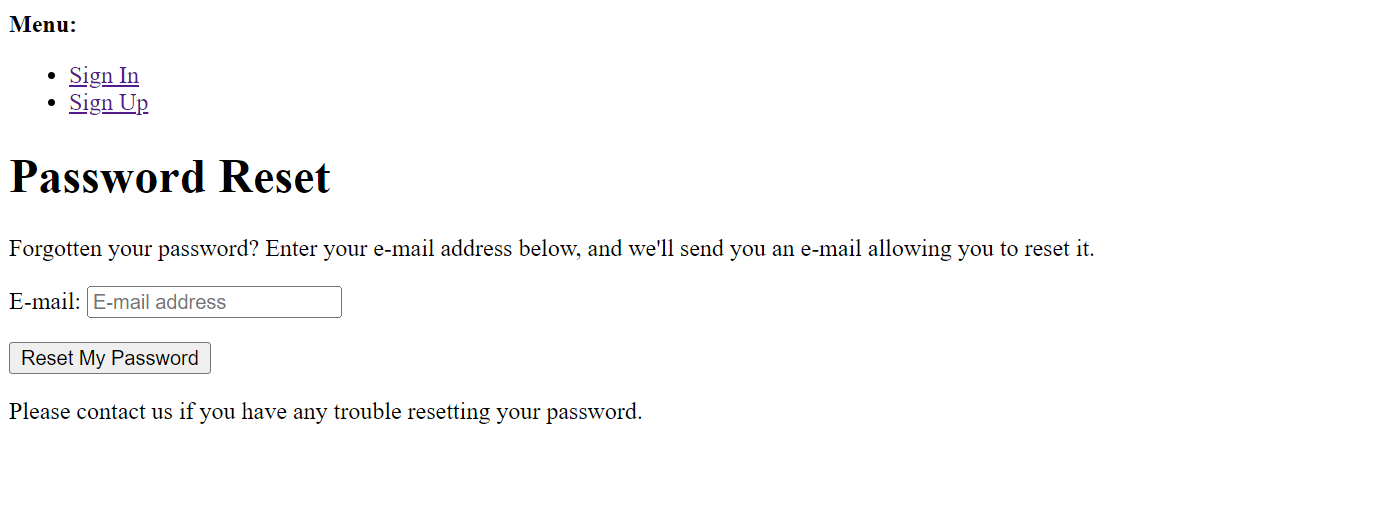 Menu:
Sign In
Sign Up
Password Reset
Forgotten your password? Enter your e-mail address below, and we'll send you an e-mail allowing you to reset it.
E-mail: E-mail address
Reset My Password
Please contact us if you have any trouble resetting your password.